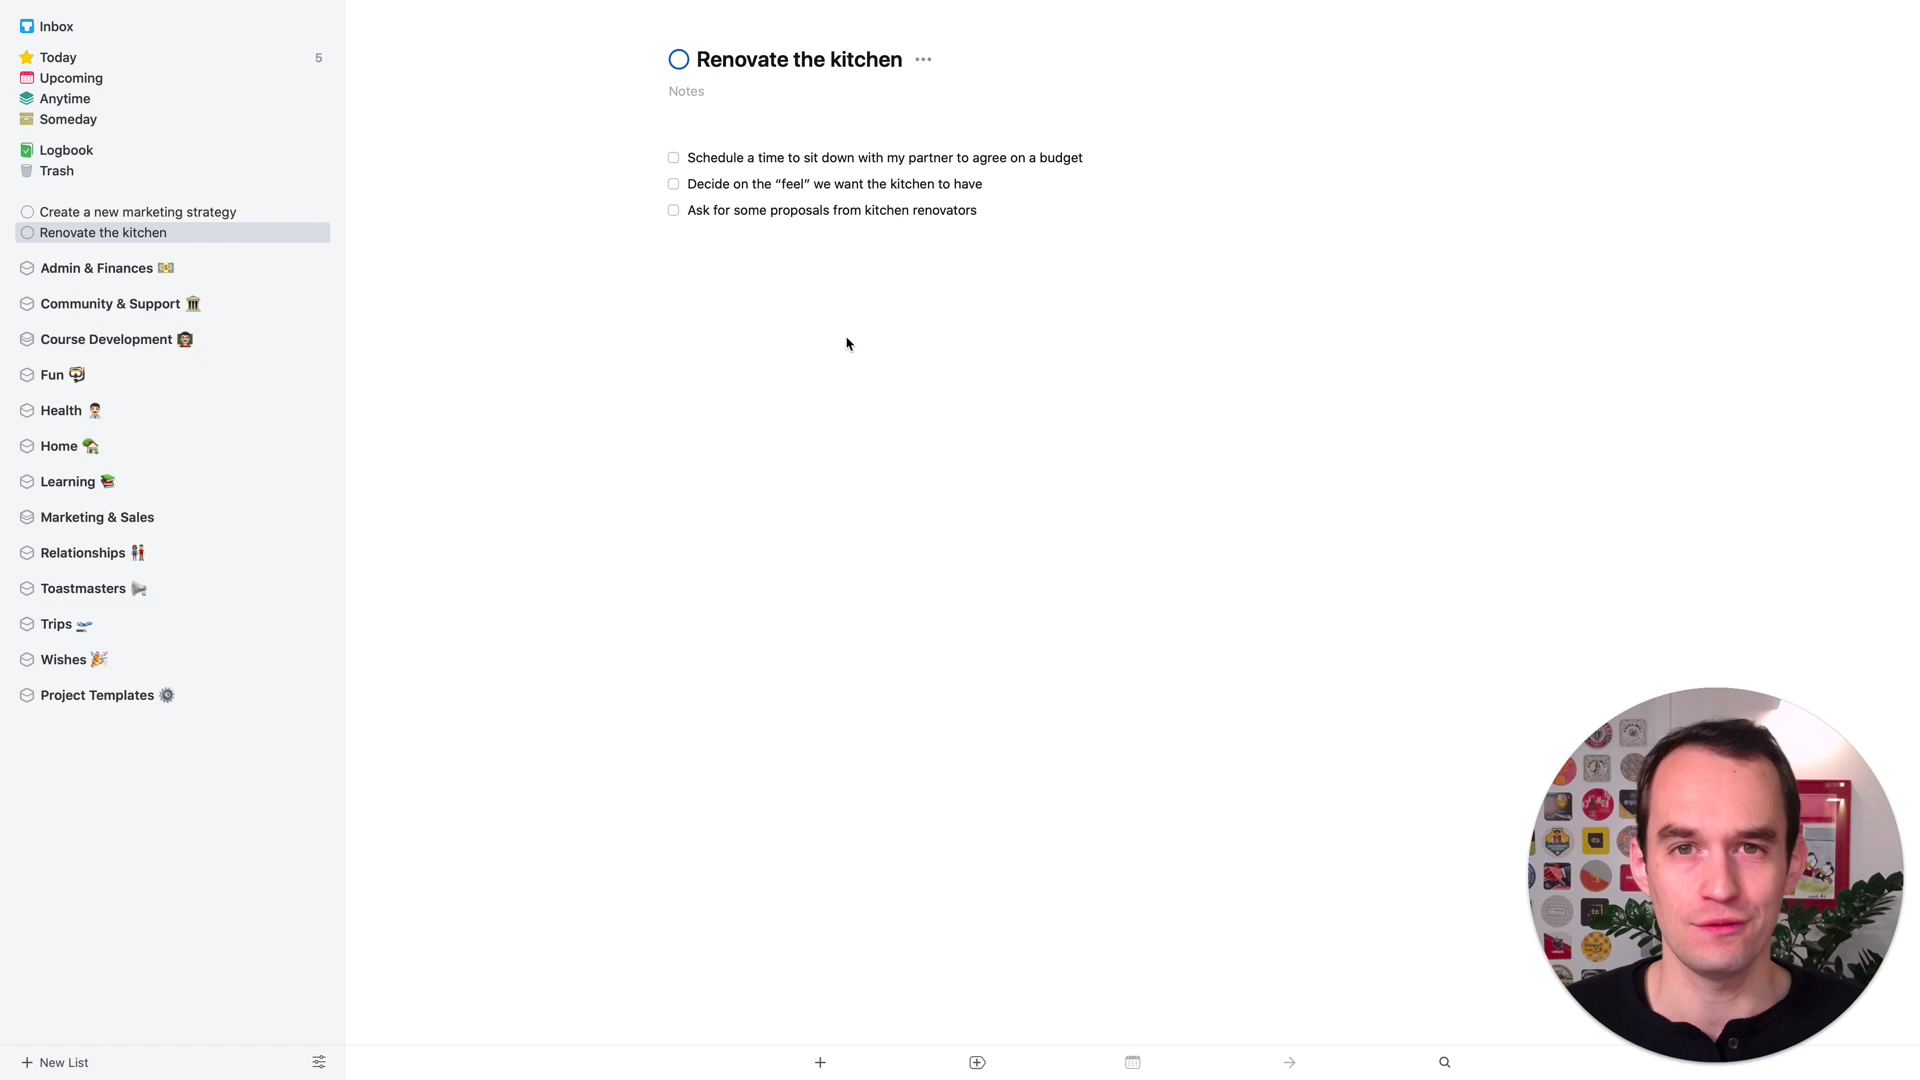 Inbox
Today 5
Upcoming
Anytime
Someday
Logbook
Trash
Create a new marketing strategy
Renovate the kitchen
Admin & Finances
Community & Support
Course Development
Fun
Health
Home
Learning
Marketing & Sales
Relationships
Toastmasters
Trips
Wishes
Project Templates
New List
Renovate the kitchen
Notes
Schedule a time to sit down with my partner to agree on a budget
Decide on the “feel” we want the kitchen to have
Ask for some proposals from kitchen renovators